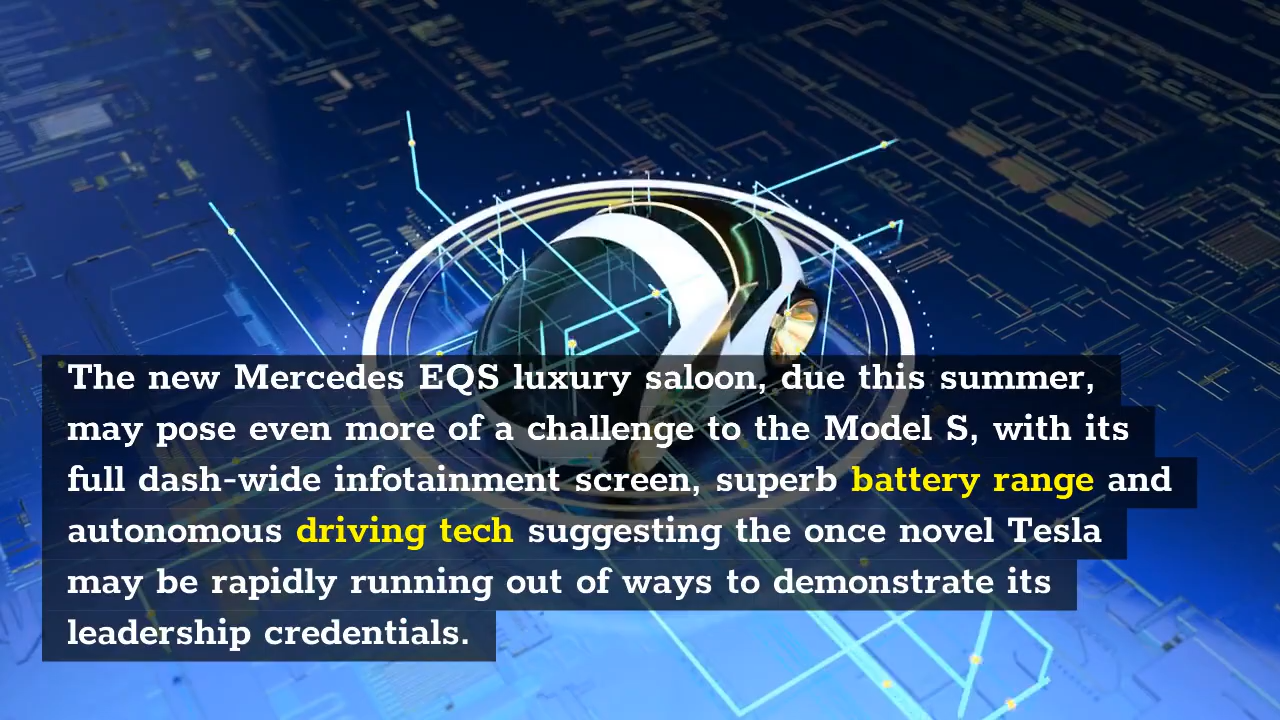 The new Mercedes EQS luxury saloon, due this summer,
may pose even more of a challenge to the Model S, with its
full dash-wide infotainment screen, superb battery range and
autonomous driving tech suggesting the once novel Tesla
may be rapidly running out of ways to demonstrate its
leadership credentials.